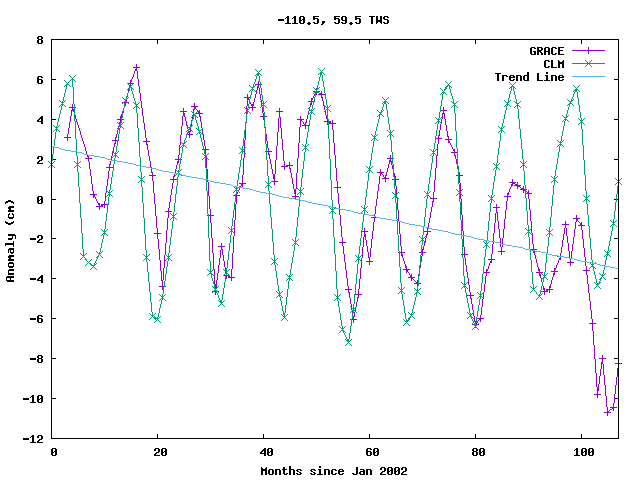 -110.5, 59.5 TWS
GRACE
CLM
Trend Line
8
6
4
2
0
-2
-4
-6
-8
-10
-12
Anomaly (cm)
0 20 40 60 80 100
Months since Jan 2002